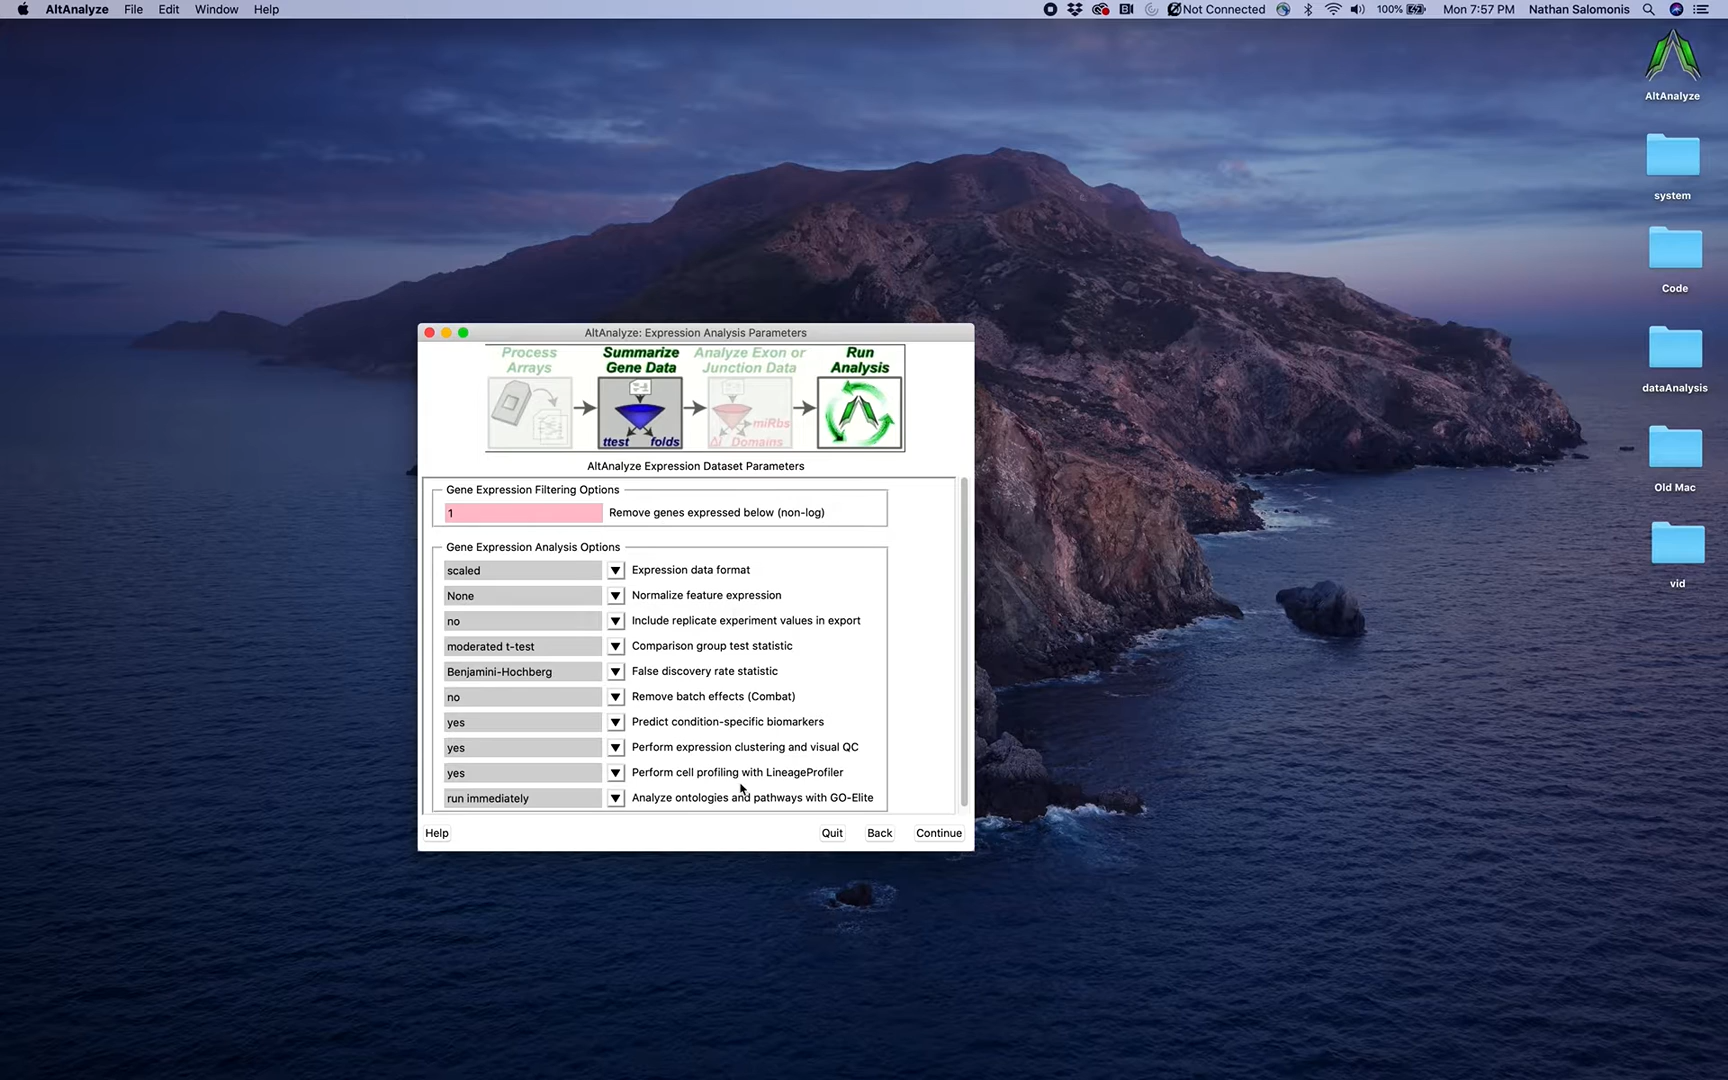 AltAnalyze File Edit Window Help Not Connected 100% Mon 7:57 PM Nathan Salomonis
AltAnalyze
system
Code
dataAnalysis
Old Mac
vid
AltAnalyze: Expression Analysis Parameters
Process Arrays
Summarize Gene Data
Analyze Exon or Junction Data
Run Analysis
ttest folds
miRbs
Δi Domains
AltAnalyze Expression Dataset Parameters
Gene Expression Filtering Options
1 Remove genes expressed below (non-log)
Gene Expression Analysis Options
scaled Expression data format
None Normalize feature expression
no Include replicate experiment values in export
moderated t-test Comparison group test statistic
Benjamini-Hochberg False discovery rate statistic
no Remove batch effects (Combat)
yes Predict condition-specific biomarkers
yes Perform expression clustering and visual QC
yes Perform cell profiling with LineageProfiler
run immediately Analyze ontologies and pathways with GO-Elite
Help Quit Back Continue